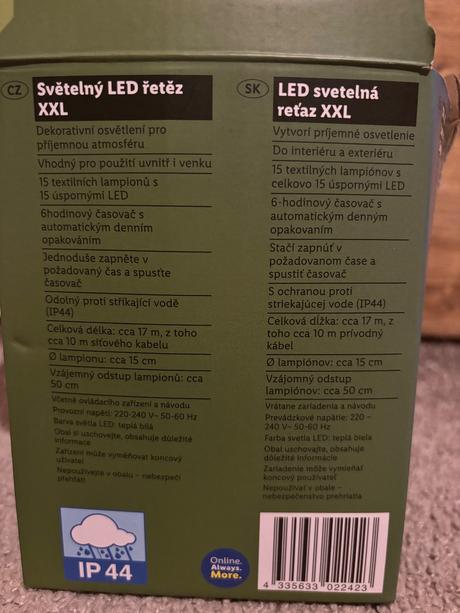 CZ
Světelný LED řetěz
XXL
Dekorativní osvětlení pro
příjemnou atmosféru
Vhodný pro použití uvnitř i venku
15 textilních lampionů s
15 úspornými LED
6hodinový časovač s
automatickým denním
opakováním
Jednoduše zapněte v
požadovaný čas a spusťte
časovač
Odolný proti stříkající vodě
(IP44)
Celková délka: cca 17 m, z toho
cca 10 m síťového kabelu
Ø lampionu: cca 15 cm
Vzájemný odstup lampionů: cca
50 cm
Včetně ovládacího zařízení a návodu
Provozní napětí: 220-240 V~ 50-60 Hz
Barva světla LED: teplá bílá
Obal si uschovejte, obsahuje důležité
informace
Zařízení může vyměňovat koncový
uživatel
Nepoužívejte v obalu – nebezpečí
přehřátí
SK
LED svetelná
reťaz XXL
Vytvorí príjemné osvetlenie
Do interiéru a exteriéru
15 textilných lampiónov s
celkovo 15 úspornými LED
6-hodinový časovač s
automatickým denným
opakovaním
Stačí zapnúť v
požadovanom čase a
spustiť časovač
S ochranou proti
striekajúcej vode (IP44)
Celková dĺžka: cca 17 m, z
toho cca 10 m prívodný
kábel
Ø lampiónov: cca 15 cm
Vzájomný odstup
lampiónov: cca 50 cm
Vrátane zariadenia a návodu
Prevádzkové napätie: 220 –
240 V~ 50-60 Hz
Farba svetla LED: teplá biela
Obal uschovajte, obsahuje
dôležité informácie
Zariadenie môže vymieňať
koncový používateľ
Nepoužívať v obale –
nebezpečenstvo prehriatia
IP 44
Online.
Always.
More.
4 335633 022423